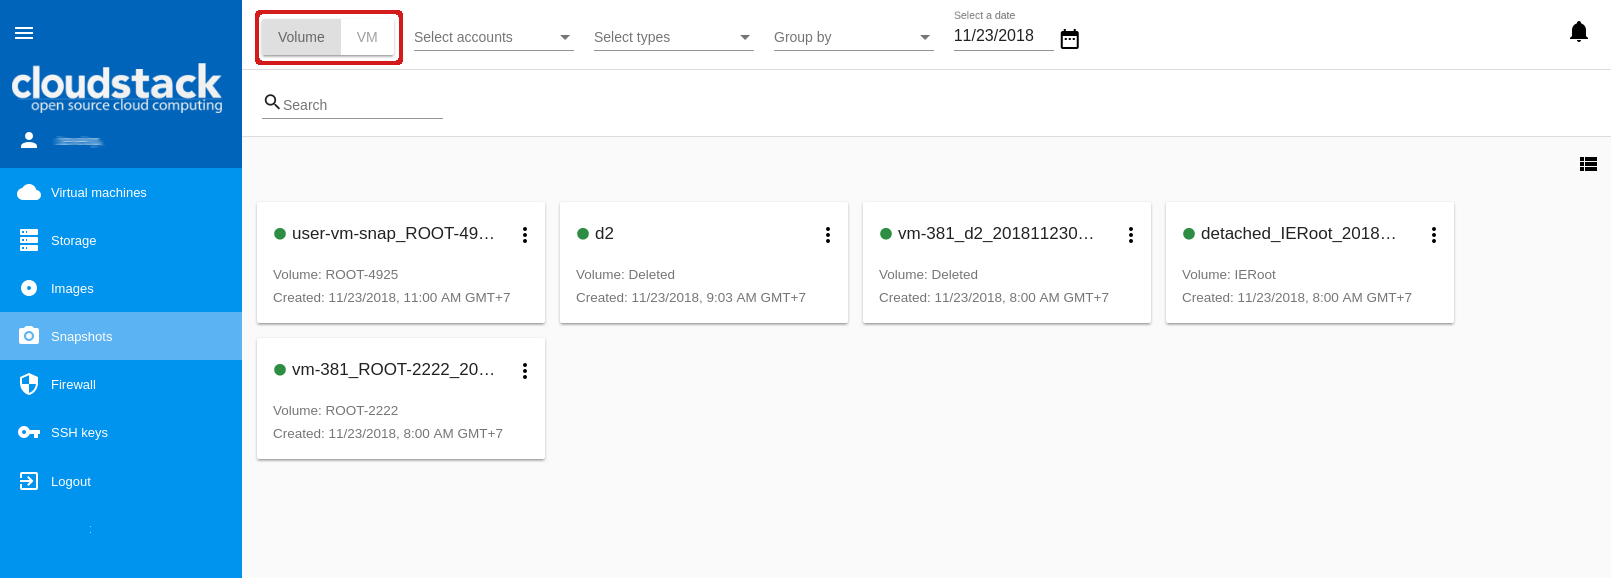 cloudstack
open source cloud computing
Virtual machines
Storage
Images
Snapshots
Firewall
SSH keys
Logout
:
Volume VM Select accounts Select types Group by
Select a date
11/23/2018
Search
user-vm-snap_ROOT-49…
Volume: ROOT-4925
Created: 11/23/2018, 11:00 AM GMT+7
d2
Volume: Deleted
Created: 11/23/2018, 9:03 AM GMT+7
vm-381_d2_201811230…
Volume: Deleted
Created: 11/23/2018, 8:00 AM GMT+7
detached_IERoot_2018…
Volume: IERoot
Created: 11/23/2018, 8:00 AM GMT+7
vm-381_ROOT-2222_20…
Volume: ROOT-2222
Created: 11/23/2018, 8:00 AM GMT+7